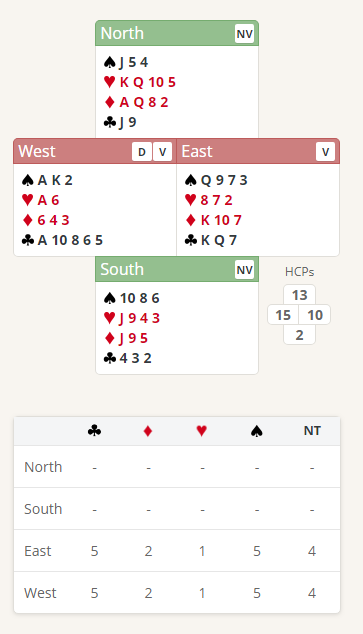 North NV
♠ J 5 4
♥ K Q 10 5
♦ A Q 8 2
♣ J 9
West D V East V
♠ A K 2 ♠ Q 9 7 3
♥ A 6 ♥ 8 7 2
♦ 6 4 3 ♦ K 10 7
♣ A 10 8 6 5 ♣ K Q 7
South NV
♠ 10 8 6
♥ J 9 4 3
♦ J 9 5
♣ 4 3 2
HCPs
13
15 10
2
♣ ♦ ♥ ♠ NT
North - - - - -
South - - - - -
East 5 2 1 5 4
West 5 2 1 5 4